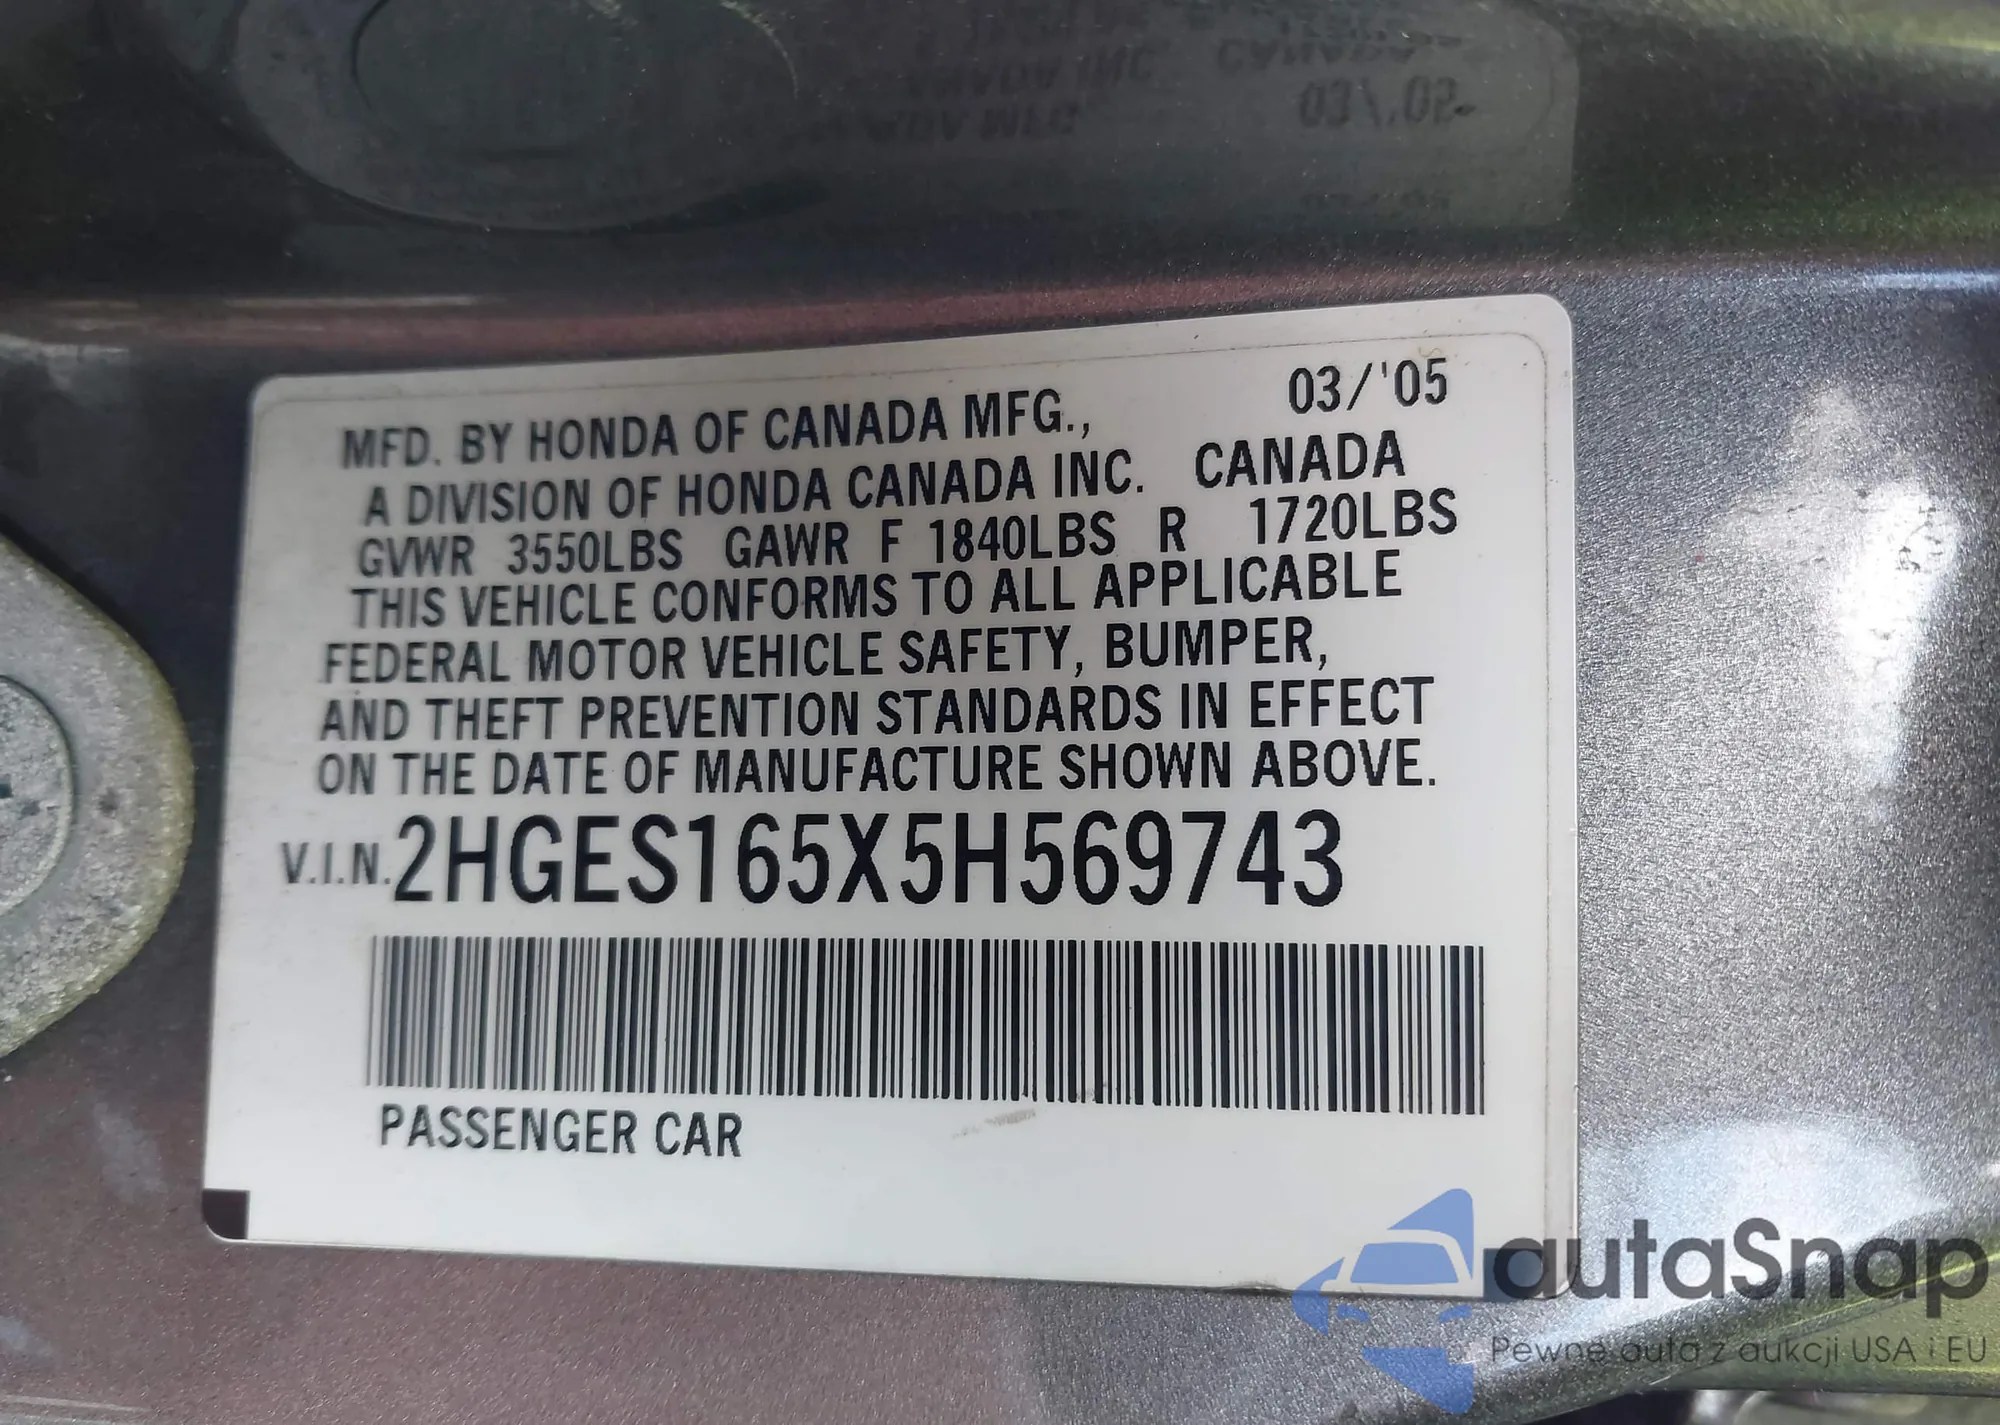 03/'05
MFD. BY HONDA OF CANADA MFG.,
A DIVISION OF HONDA CANADA INC. CANADA
GVWR 3550LBS GAWR F 1840LBS R 1720LBS
THIS VEHICLE CONFORMS TO ALL APPLICABLE
FEDERAL MOTOR VEHICLE SAFETY, BUMPER,
AND THEFT PREVENTION STANDARDS IN EFFECT
ON THE DATE OF MANUFACTURE SHOWN ABOVE.
V.I.N. 2HGES165X5H569743
PASSENGER CAR
autaSnap
Pewne auta z aukcji USA i EU